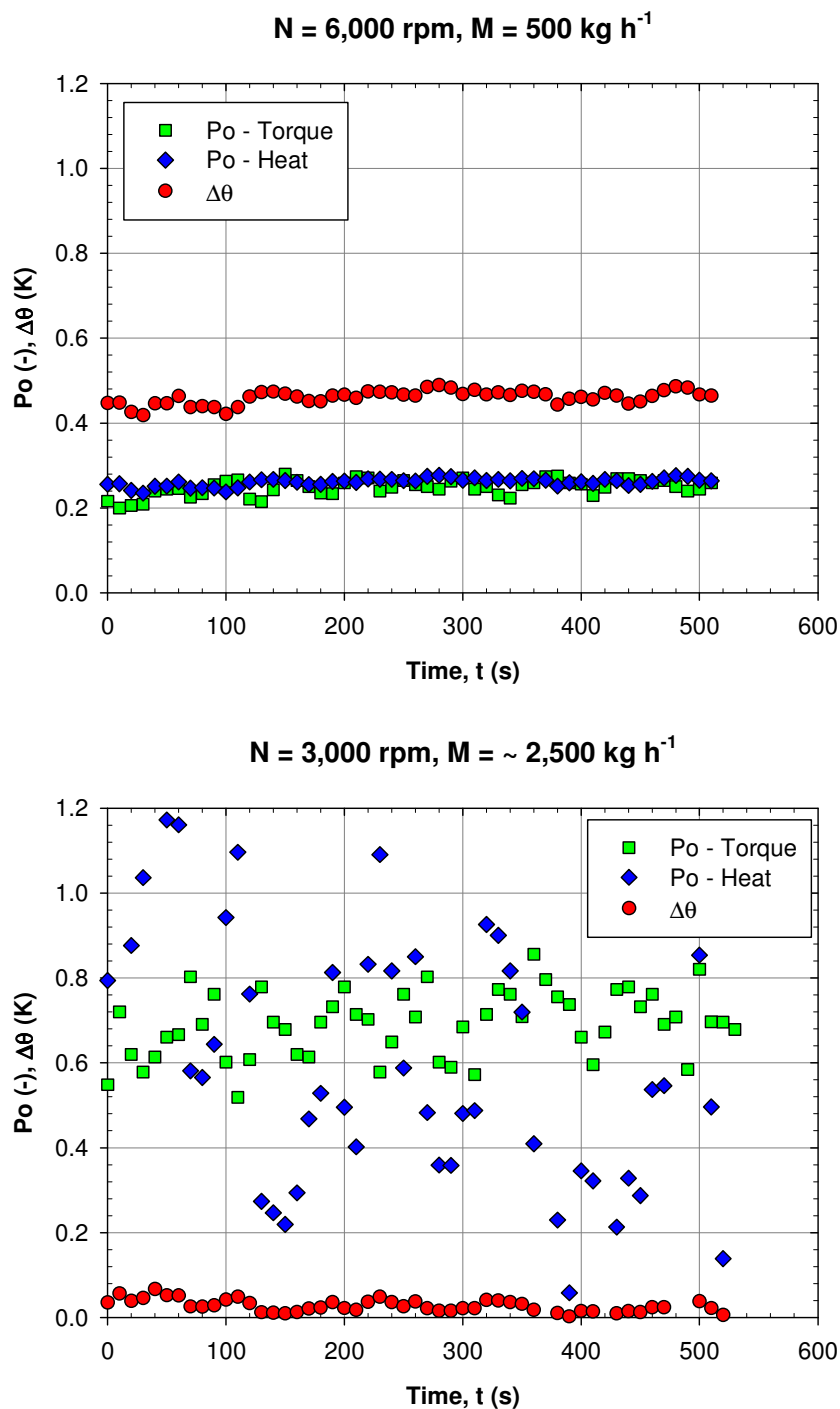 N = 6,000 rpm, M = 500 kg h⁻¹
1.2
1.0
0.8
0.6
0.4
0.2
0.0
Po (-), Δθ (K)
Po - Torque
Po - Heat
Δθ
0 100 200 300 400 500 600
Time, t (s)
N = 3,000 rpm, M = ~ 2,500 kg h⁻¹
1.2
1.0
0.8
0.6
0.4
0.2
0.0
Po (-), Δθ (K)
Po - Torque
Po - Heat
Δθ
0 100 200 300 400 500 600
Time, t (s)